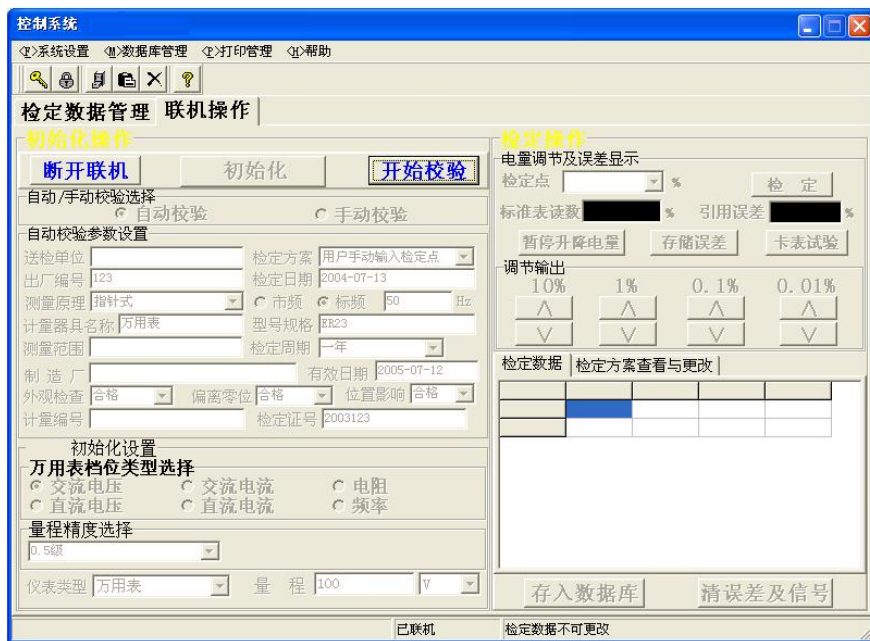 控制系统
<T>系统设置 <M>数据库管理 <P>打印管理 <H>帮助
检定数据管理 联机操作
初始化操作
断开联机 初始化 开始校验
自动/手动校验选择
自动校验 手动校验
自动校验参数设置
送检单位 检定方案 用户手动输入检定点
出厂编号 123 检定日期 2004-07-13
测量原理 指针式 市频 标频 50 Hz
计量器具名称 万用表 型号规格 ER23
测量范围 检定周期 一年
制 造 厂 有效日期 2005-07-12
外观检查 合格 偏离零位 合格 位置影响 合格
计量编号 检定证号 2003123
初始化设置
万用表档位类型选择
交流电压 交流电流 电阻
直流电压 直流电流 频率
量程精度选择
0.5级
仪表类型 万用表 量 程 100 V
检定操作
电量调节及误差显示
检定点 % 检 定
标准表读数 % 引用误差 %
暂停升降电量 存储误差 卡表试验
调节输出
10% 1% 0.1% 0.01%
检定数据 检定方案查看与更改
存入数据库 清误差及信号
已联机 检定数据不可更改